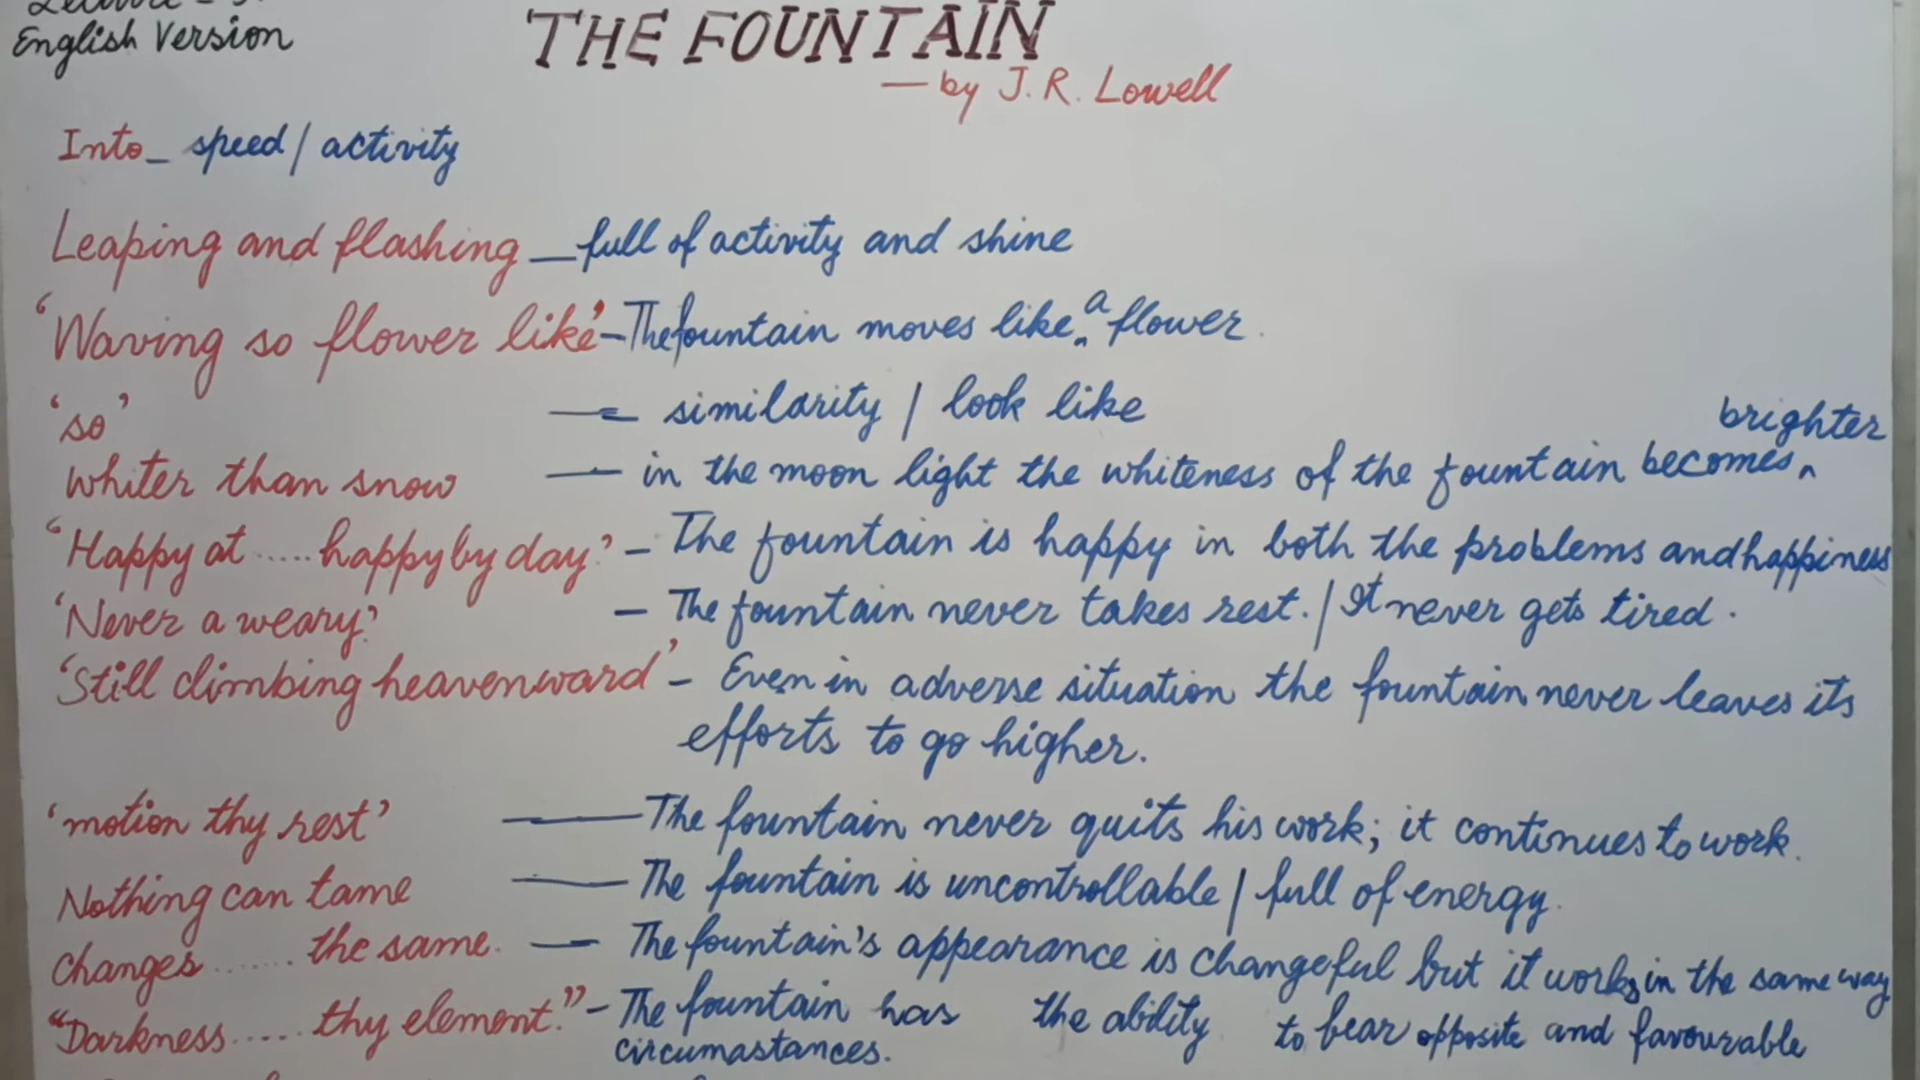 English Version
THE FOUNTAIN
— by J. R. Lowell
Into _ speed / activity
Leaping and flashing _ full of activity and shine
'Waving so flower like' - The fountain moves like a flower.
'so' — similarity / look like
whiter than snow — in the moon light the whiteness of the fountain becomes brighter
'Happy at ..... happy by day' - The fountain is happy in both the problems and happiness
'Never a weary' - The fountain never takes rest. / It never gets tired.
'Still climbing heavenward' - Even in adverse situation the fountain never leaves its
efforts to go higher.
'motion thy rest' — The fountain never quits his work; it continues to work.
Nothing can tame — The fountain is uncontrollable / full of energy.
Changes ...... the same. — The fountain's appearance is changeful but it works in the same way
"Darkness ..... thy element." - The fountain has the ability to bear opposite and favourable
circumastances.